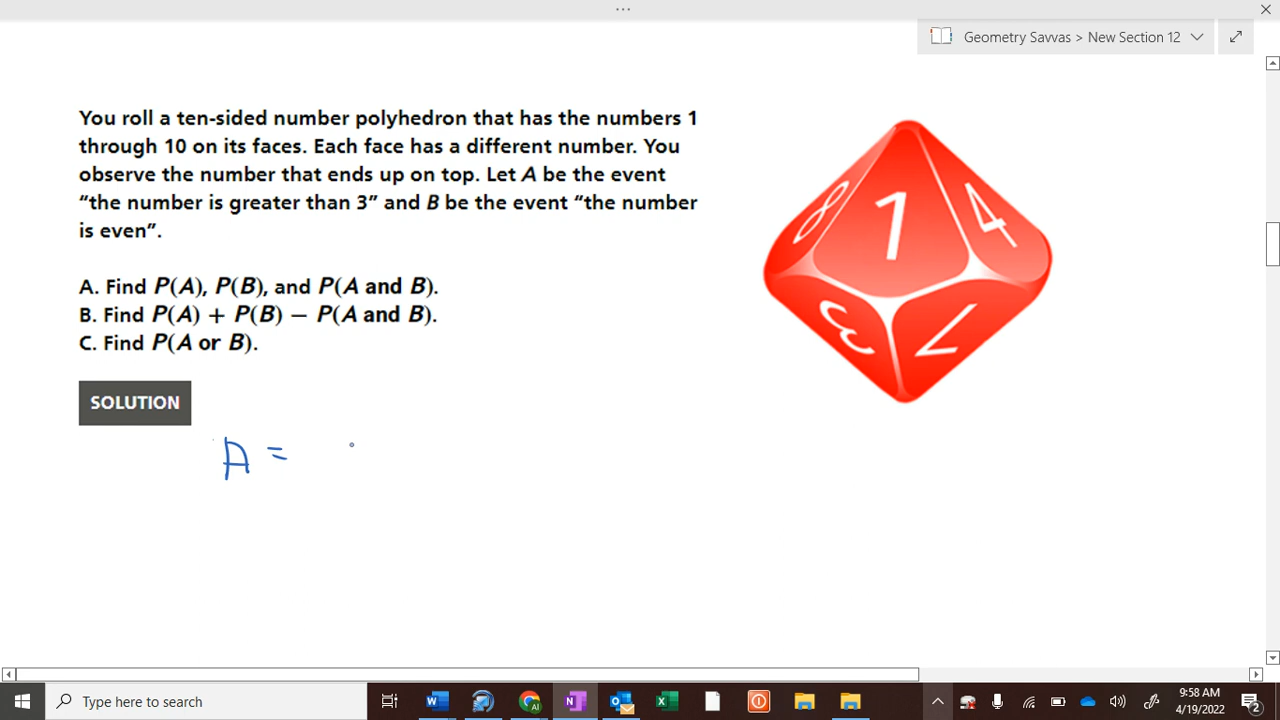 ...
Geometry Savvas > New Section 12
You roll a ten-sided number polyhedron that has the numbers 1
through 10 on its faces. Each face has a different number. You
observe the number that ends up on top. Let A be the event
“the number is greater than 3” and B be the event “the number
is even”.
A. Find P(A), P(B), and P(A and B).
B. Find P(A) + P(B) − P(A and B).
C. Find P(A or B).
8 1 4
3 7
SOLUTION
A =
Type here to search
AI
9:58 AM
4/19/2022
2